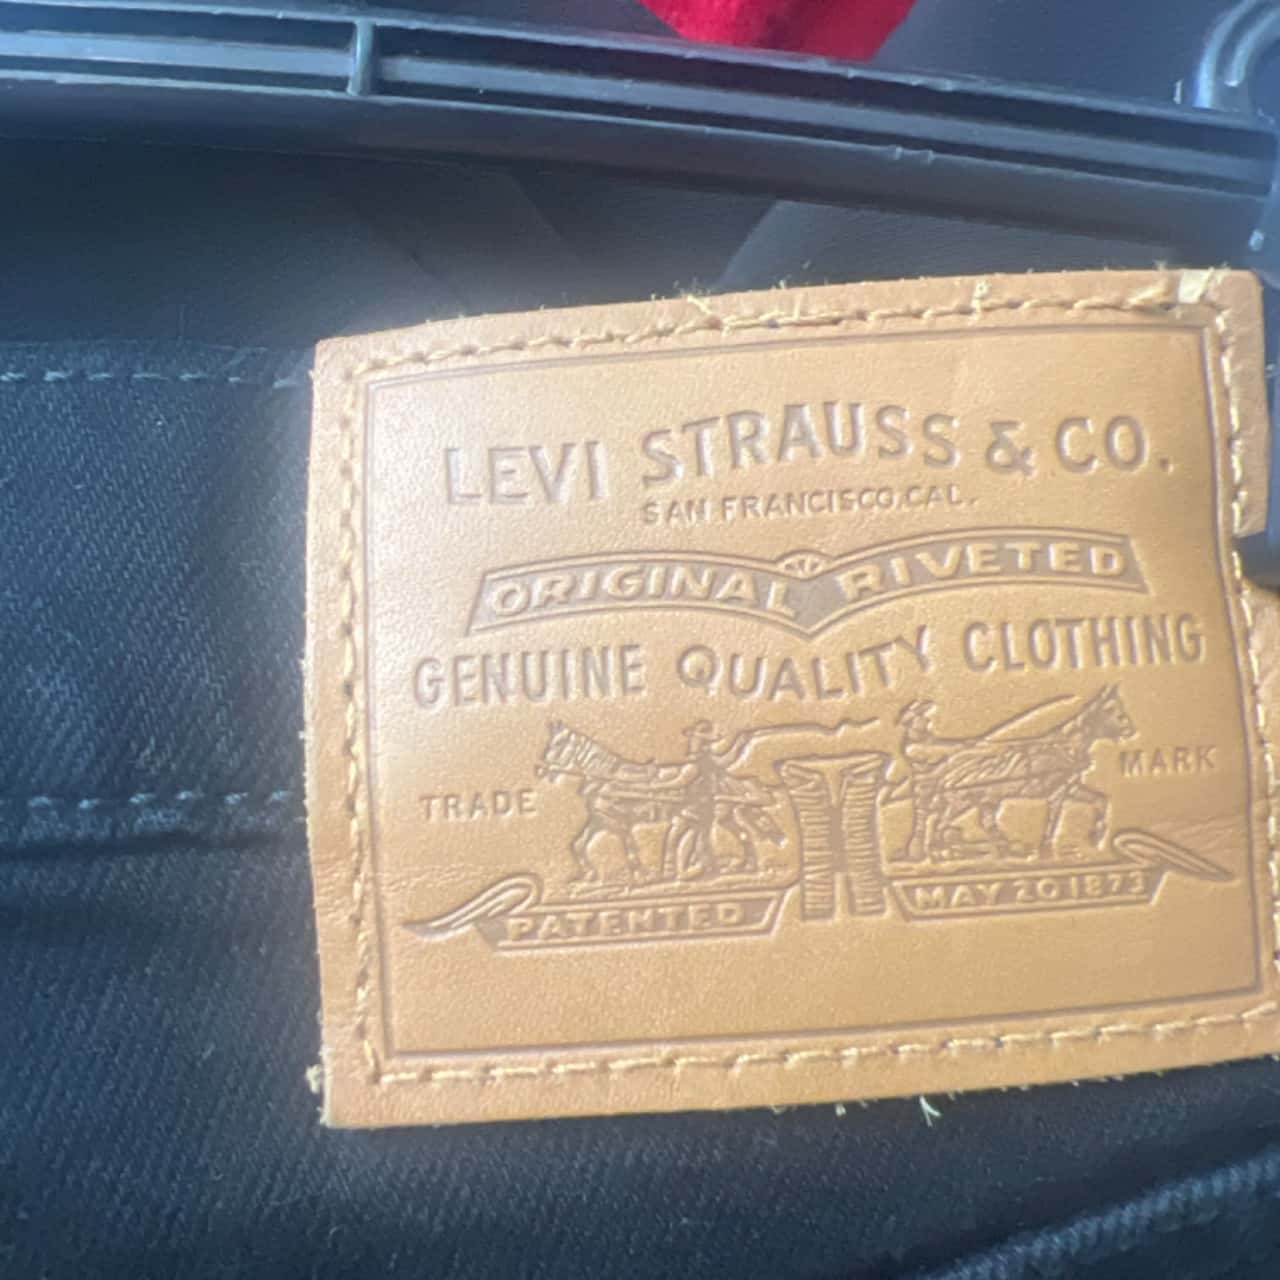 LEVI STRAUSS & CO.
SAN FRANCISCO, CAL.
ORIGINAL RIVETED
GENUINE QUALITY CLOTHING
TRADE MARK
PATENTED MAY 20 1873